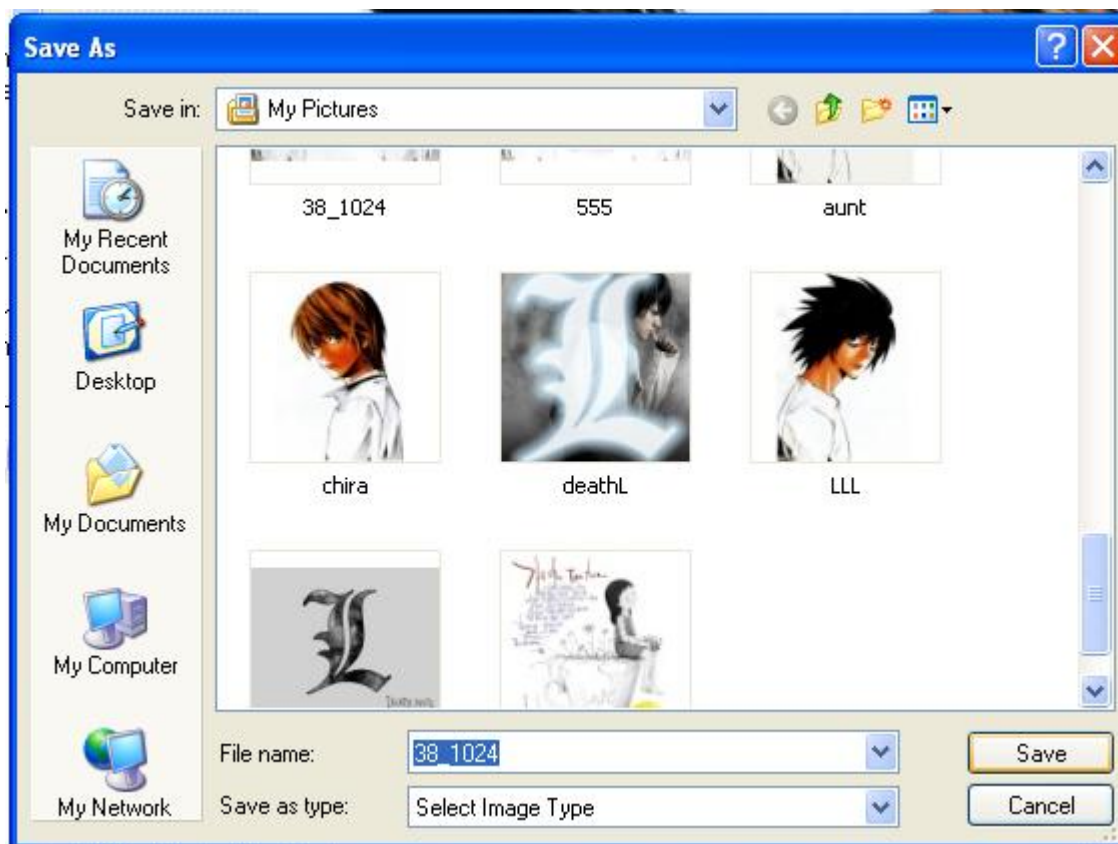 Save As
Save in:
My Pictures
My Recent
Documents
Desktop
My Documents
My Computer
My Network
38_1024
555
aunt
chira
deathL
LLL
L
L
File name:
38_1024
Save
Save as type:
Select Image Type
Cancel